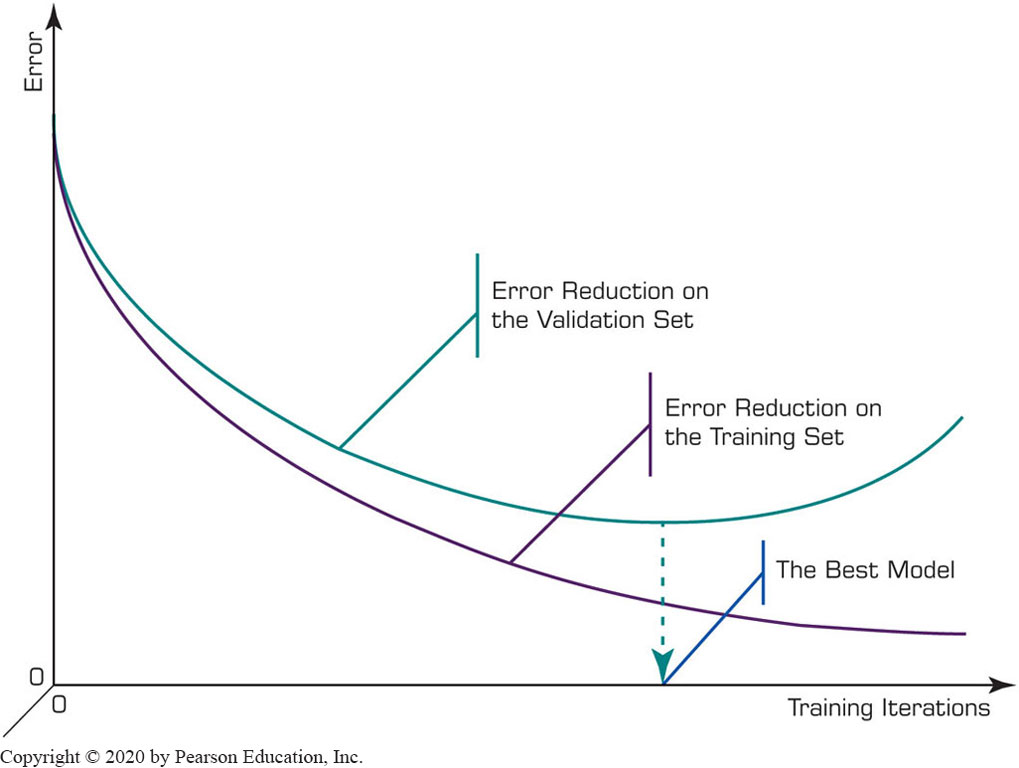 Error
Error Reduction on
the Validation Set
Error Reduction on
the Training Set
The Best Model
0
0
Training Iterations
Copyright © 2020 by Pearson Education, Inc.